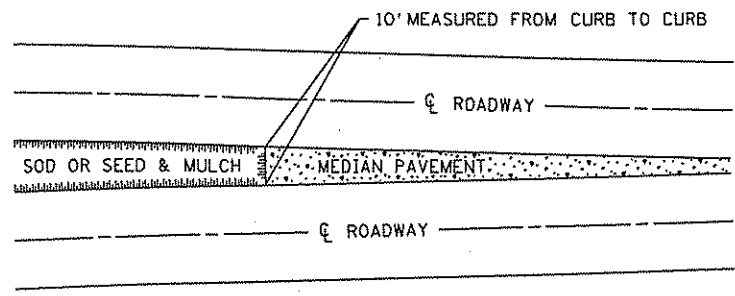 10' MEASURED FROM CURB TO CURB
℄ ROADWAY
SOD OR SEED & MULCH
MEDIAN PAVEMENT
℄ ROADWAY